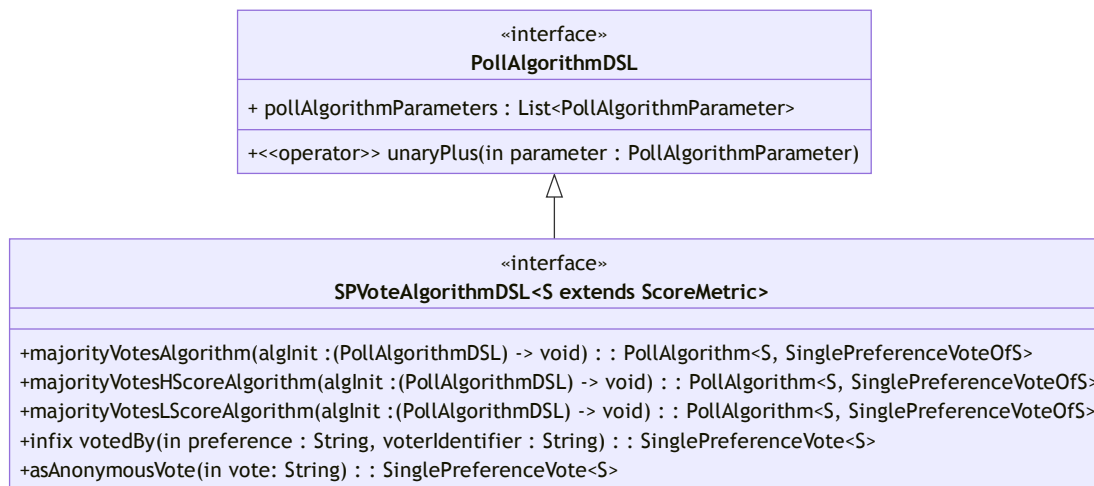 «interface»
PollAlgorithmDSL
+ pollAlgorithmParameters : List<PollAlgorithmParameter>
+<<operator>> unaryPlus(in parameter : PollAlgorithmParameter)
«interface»
SPVoteAlgorithmDSL<S extends ScoreMetric>
+majorityVotesAlgorithm(algInit :(PollAlgorithmDSL) -> void) : : PollAlgorithm<S, SinglePreferenceVoteOfS>
+majorityVotesHScoreAlgorithm(algInit :(PollAlgorithmDSL) -> void) : : PollAlgorithm<S, SinglePreferenceVoteOfS>
+majorityVotesLScoreAlgorithm(algInit :(PollAlgorithmDSL) -> void) : : PollAlgorithm<S, SinglePreferenceVoteOfS>
+infix votedBy(in preference : String, voterIdentifier : String) : : SinglePreferenceVote<S>
+asAnonymousVote(in vote: String) : : SinglePreferenceVote<S>